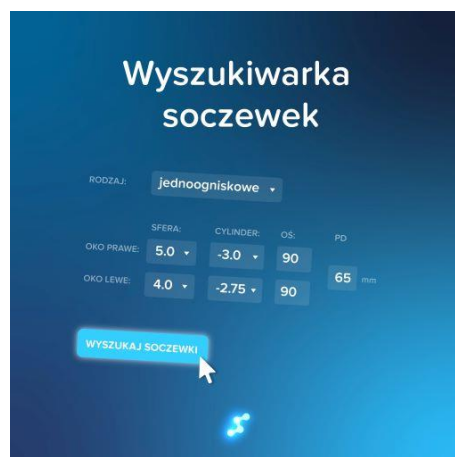 Wyszukiwarka
soczewek
RODZAJ: jednoogniskowe
SFERA: CYLINDER: OŚ: PD
OKO PRAWE: 5.0 -3.0 90
65 mm
OKO LEWE: 4.0 -2.75 90
WYSZUKAJ SOCZEWKI